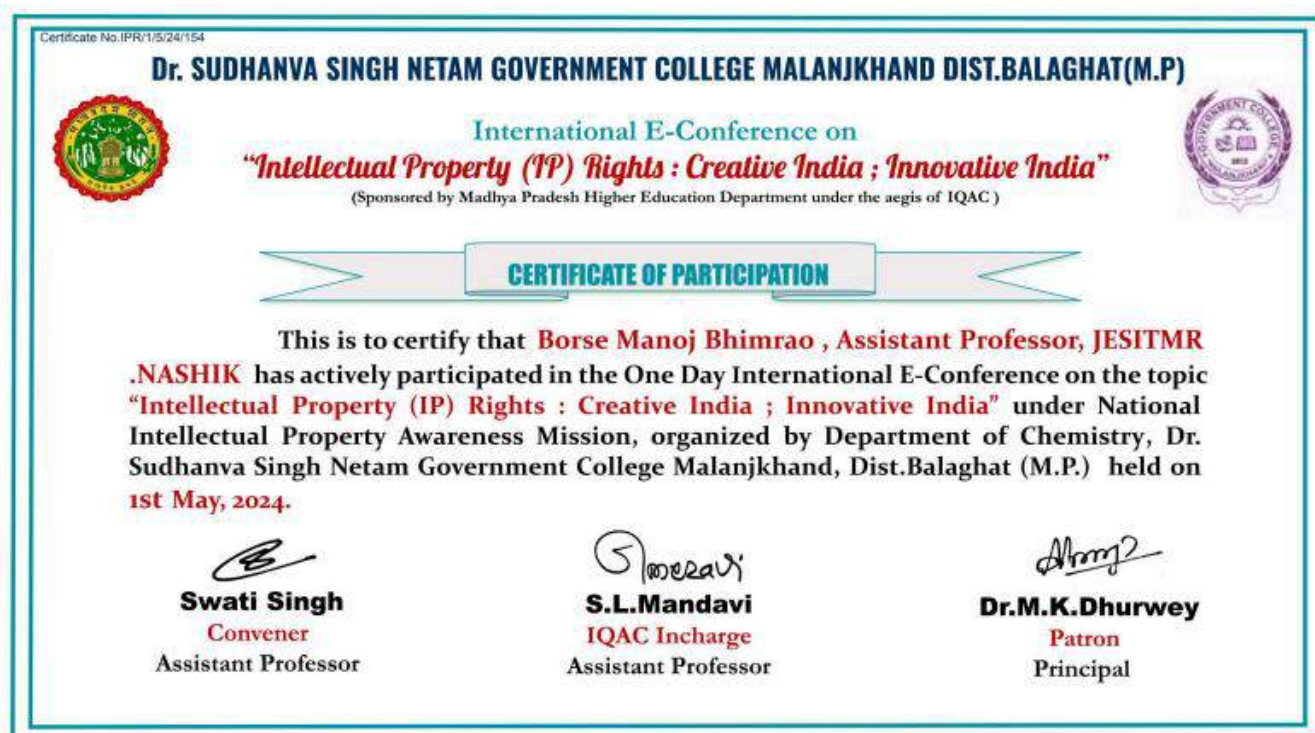 Certificate No.IPR/1/5/24/154
Dr. SUDHANVA SINGH NETAM GOVERNMENT COLLEGE MALANJKHAND DIST.BALAGHAT(M.P)
International E-Conference on
“Intellectual Property (IP) Rights : Creative India ; Innovative India”
(Sponsored by Madhya Pradesh Higher Education Department under the aegis of IQAC )
GOVERNMENT COLLEGE
MALANJKHAND
CERTIFICATE OF PARTICIPATION
This is to certify that Borse Manoj Bhimrao , Assistant Professor, JESITMR
.NASHIK has actively participated in the One Day International E-Conference on the topic
“Intellectual Property (IP) Rights : Creative India ; Innovative India” under National
Intellectual Property Awareness Mission, organized by Department of Chemistry, Dr.
Sudhanva Singh Netam Government College Malanjkhand, Dist.Balaghat (M.P.) held on
1st May, 2024.
Swati Singh
Convener
Assistant Professor
S.L.Mandavi
IQAC Incharge
Assistant Professor
Dr.M.K.Dhurwey
Patron
Principal